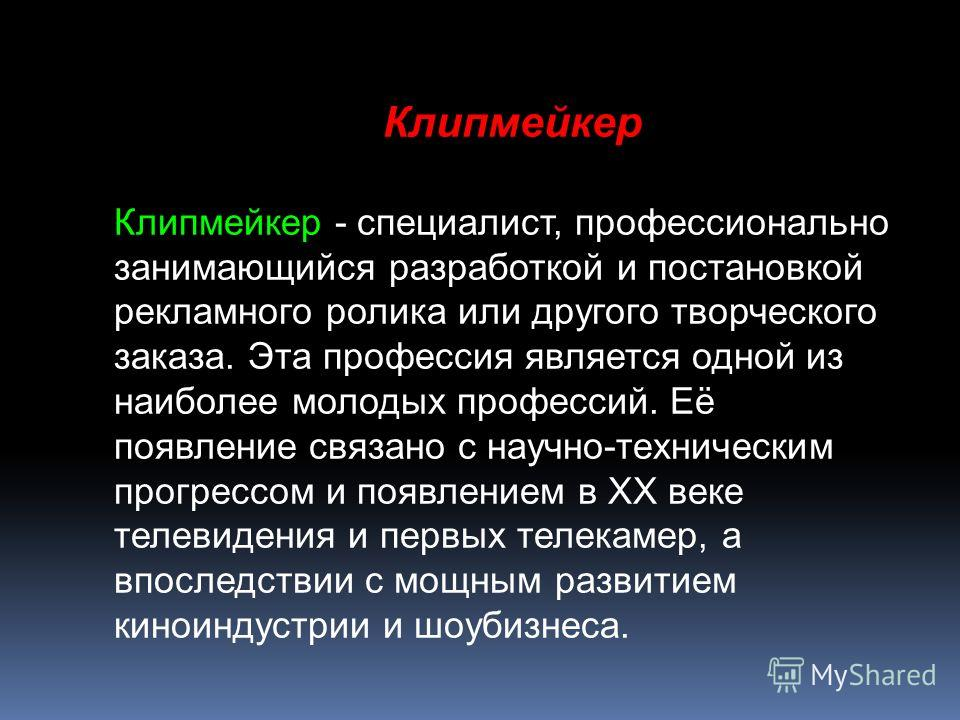 Клипмейкер
Клипмейкер - специалист, профессионально
занимающийся разработкой и постановкой
рекламного ролика или другого творческого
заказа. Эта профессия является одной из
наиболее молодых профессий. Её
появление связано с научно-техническим
прогрессом и появлением в XX веке
телевидения и первых телекамер, а
впоследствии с мощным развитием
киноиндустрии и шоубизнеса.
MyShared